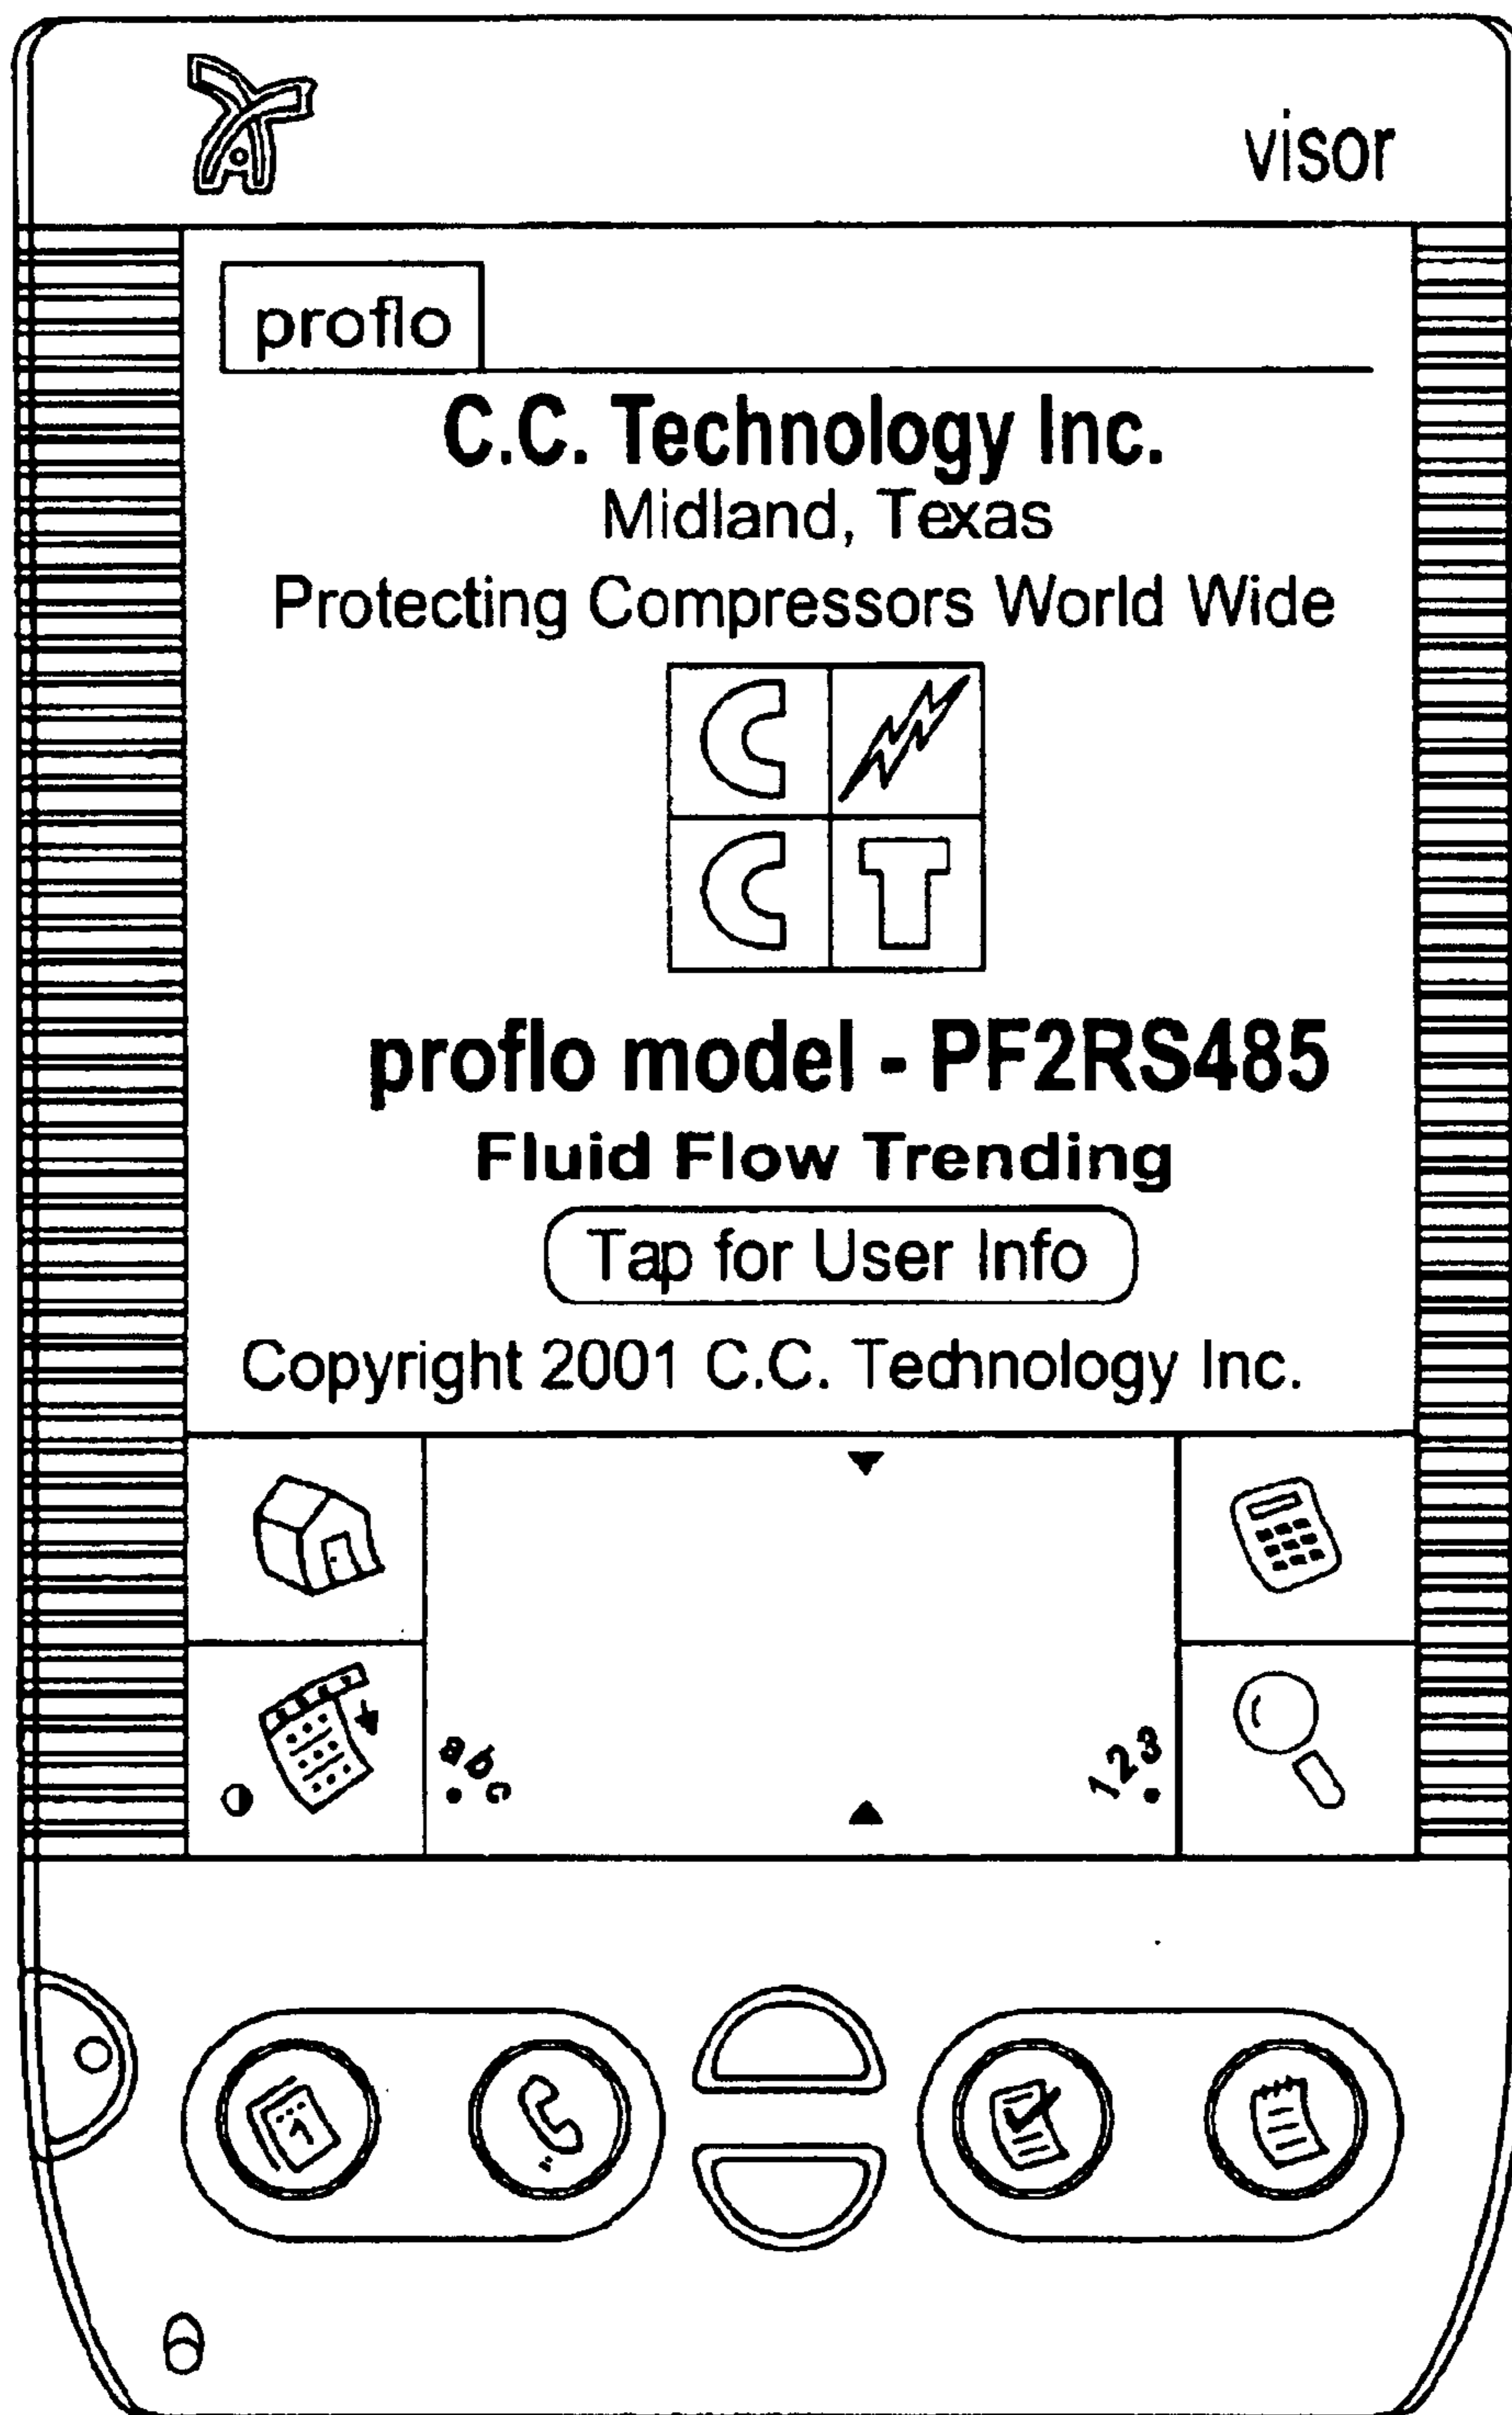 visor
proflo
C.C. Technology Inc.
Midland, Texas
Protecting Compressors World Wide
C
C T
proflo model - PF2RS485
Fluid Flow Trending
Tap for User Info
Copyright 2001 C.C. Technology Inc.
abc 123
1